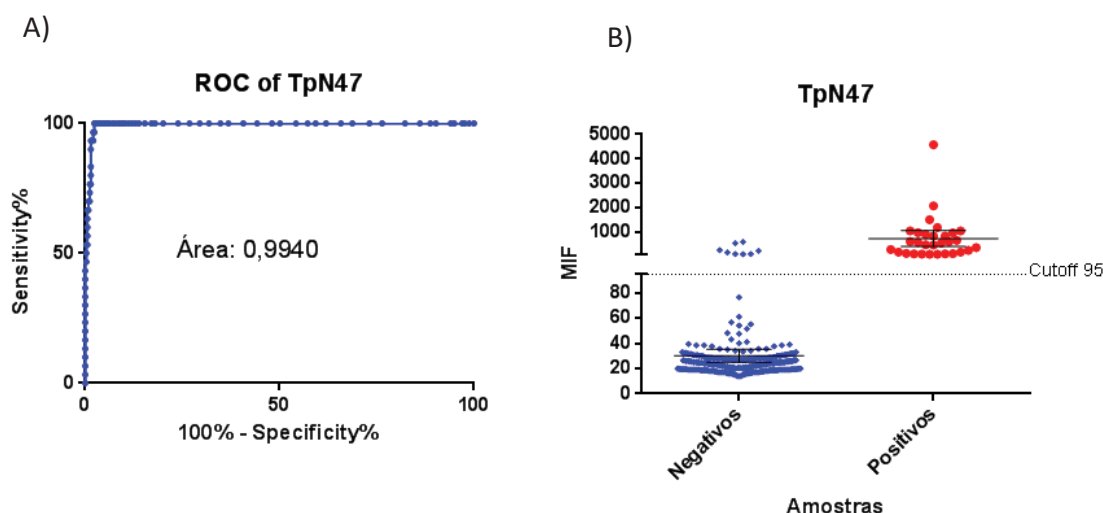 A)
ROC of TpN47
100
50
0
Sensitivity%
Área: 0,9940
0
50
100
100% - Specificity%
B)
TpN47
5000
4000
3000
2000
1000
80
60
40
20
0
MIF
Cutoff 95
Negativos
Positivos
Amostras